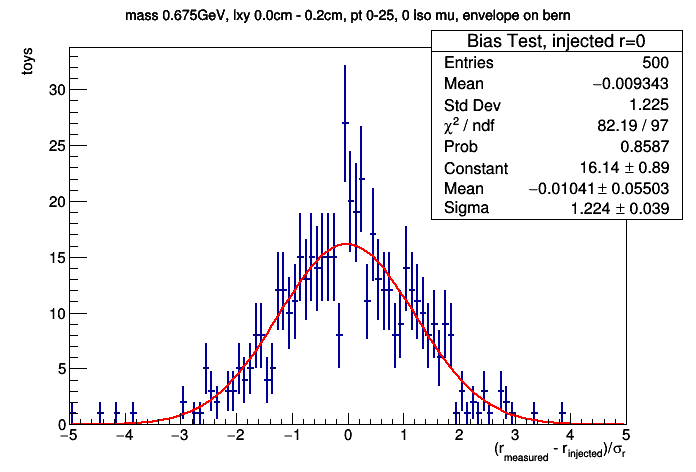 mass 0.675GeV, lxy 0.0cm - 0.2cm, pt 0-25, 0 Iso mu, envelope on bern
Bias Test, injected r=0
Entries 500
Mean −0.009343
Std Dev 1.225
χ² / ndf 82.19 / 97
Prob 0.8587
Constant 16.14 ± 0.89
Mean −0.01041 ± 0.05503
Sigma 1.224 ± 0.039
toys
30
25
20
15
10
5
0
−5 −4 −3 −2 −1 0 1 2 3 4 5
(r_measured - r_injected)/σ_r